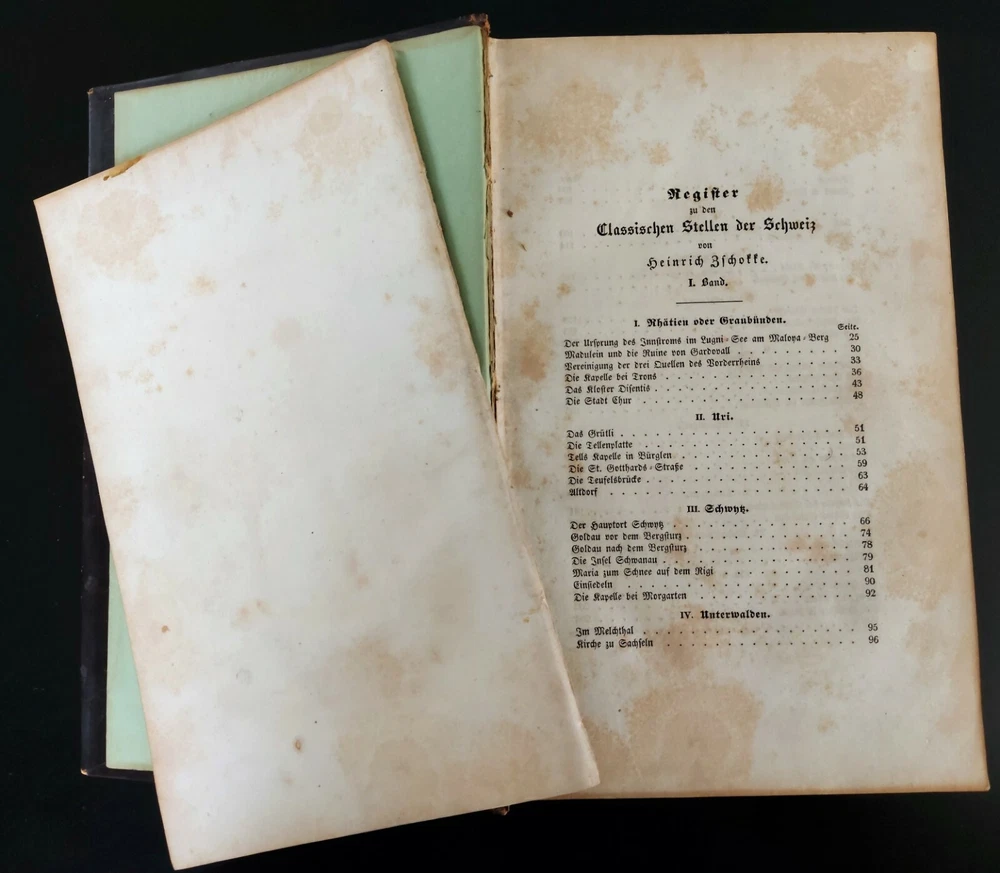 Register
zu den
Classischen Stellen der Schweiz
von
Heinrich Zschokke.
I. Band.
I. Rhätien oder Graubünden.
Seite.
Der Ursprung des Innstroms im Lugni-See am Maloya-Berg 25
Madulein und die Ruine von Gardovall . . . . . . . . 30
Vereinigung der drei Quellen des Vorderrheins . . . . . . 33
Die Kapelle bei Trons . . . . . . . . . . . . . . 36
Das Kloster Disentis . . . . . . . . . . . . . . . 43
Die Stadt Chur . . . . . . . . . . . . . . . . 48
II. Uri.
Das Grütli . . . . . . . . . . . . . . . . . 51
Die Tellenplatte . . . . . . . . . . . . . . . . 51
Tells Kapelle in Bürglen . . . . . . . . . . . . . 53
Die St. Gotthards-Straße . . . . . . . . . . . . 59
Die Teufelsbrücke . . . . . . . . . . . . . . . 63
Altdorf . . . . . . . . . . . . . . . . . . 64
III. Schwytz.
Der Hauptort Schwytz . . . . . . . . . . . . . . 66
Goldau vor dem Bergsturz . . . . . . . . . . . . . 74
Goldau nach dem Bergsturz . . . . . . . . . . . . 78
Die Insel Schwanau . . . . . . . . . . . . . . . 79
Maria zum Schnee auf dem Rigi . . . . . . . . . . 81
Einsiedeln . . . . . . . . . . . . . . . . . 90
Die Kapelle bei Morgarten . . . . . . . . . . . . 92
IV. Unterwalden.
Im Melchthal . . . . . . . . . . . . . . . . 95
Kirche zu Sachseln . . . . . . . . . . . . . . . 96